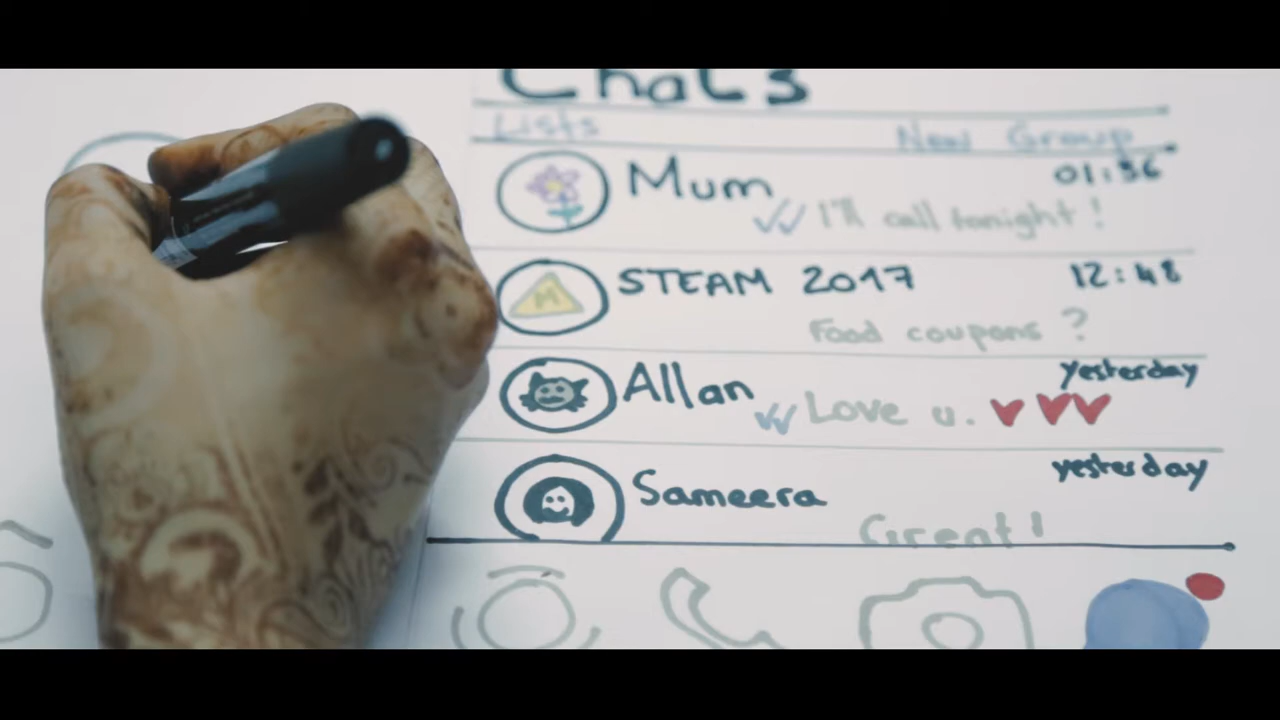 Chats
Lists New Group
Mum 01:36
I'll call tonight!
STEAM 2017 12:48
M
Food coupons ?
Allan yesterday
Love u.
Sameera yesterday
Great!